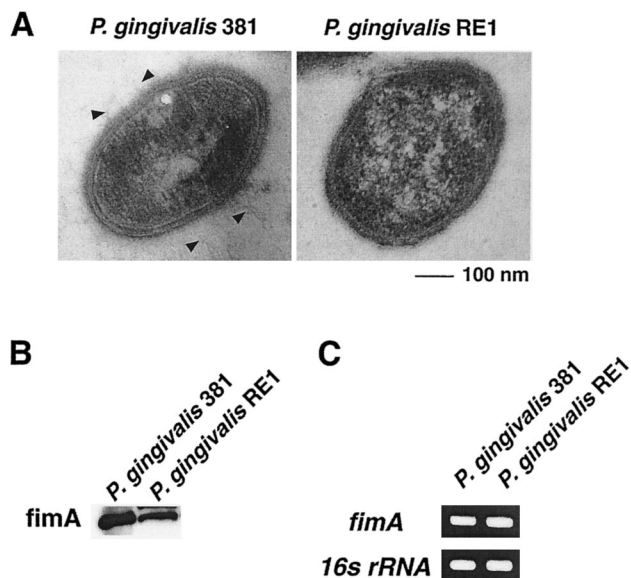 A
P. gingivalis 381
P. gingivalis RE1
100 nm
B
C
P. gingivalis 381
P. gingivalis RE1
fimA
P. gingivalis 381
P. gingivalis RE1
fimA
16s rRNA